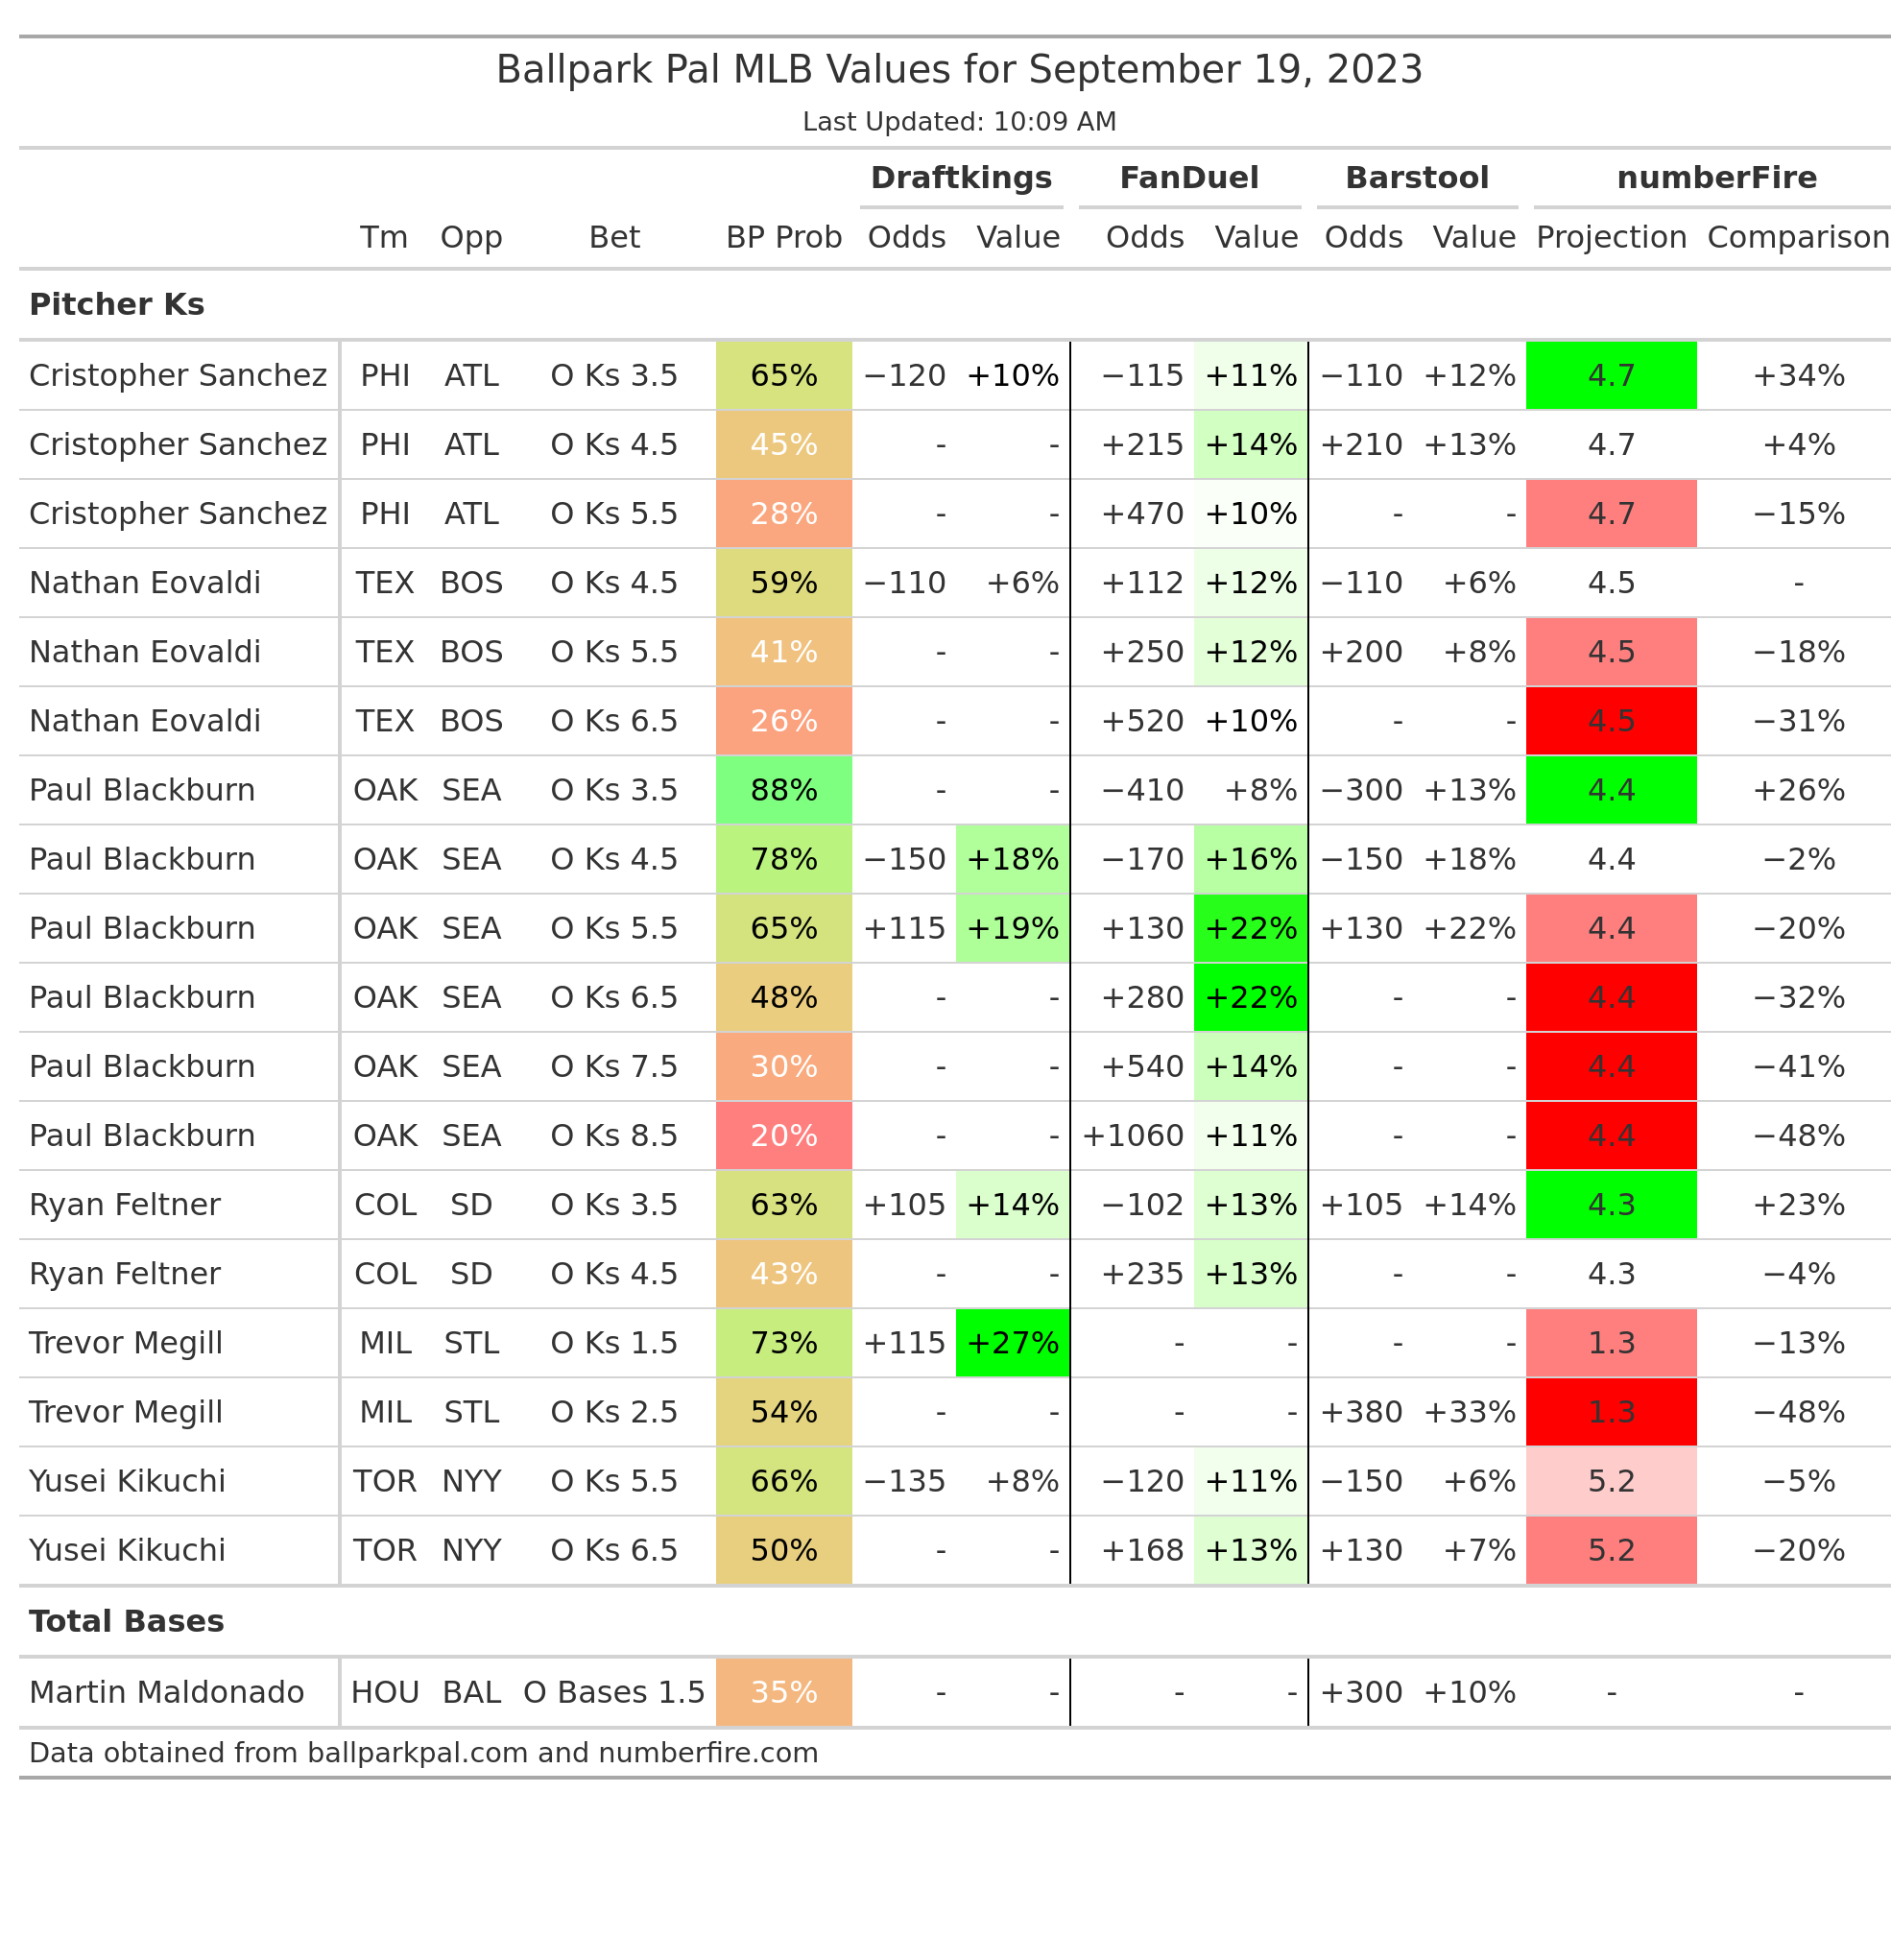 Ballpark Pal MLB Values for September 19, 2023
Last Updated: 10:09 AM
Draftkings FanDuel Barstool numberFire
Tm Opp Bet BP Prob Odds Value Odds Value Odds Value Projection Comparison
Pitcher Ks
Cristopher Sanchez PHI ATL O Ks 3.5 65% −120 +10% −115 +11% −110 +12% 4.7 +34%
Cristopher Sanchez PHI ATL O Ks 4.5 45% - - +215 +14% +210 +13% 4.7 +4%
Cristopher Sanchez PHI ATL O Ks 5.5 28% - - +470 +10% - - 4.7 −15%
Nathan Eovaldi TEX BOS O Ks 4.5 59% −110 +6% +112 +12% −110 +6% 4.5 -
Nathan Eovaldi TEX BOS O Ks 5.5 41% - - +250 +12% +200 +8% 4.5 −18%
Nathan Eovaldi TEX BOS O Ks 6.5 26% - - +520 +10% - - 4.5 −31%
Paul Blackburn OAK SEA O Ks 3.5 88% - - −410 +8% −300 +13% 4.4 +26%
Paul Blackburn OAK SEA O Ks 4.5 78% −150 +18% −170 +16% −150 +18% 4.4 −2%
Paul Blackburn OAK SEA O Ks 5.5 65% +115 +19% +130 +22% +130 +22% 4.4 −20%
Paul Blackburn OAK SEA O Ks 6.5 48% - - +280 +22% - - 4.4 −32%
Paul Blackburn OAK SEA O Ks 7.5 30% - - +540 +14% - - 4.4 −41%
Paul Blackburn OAK SEA O Ks 8.5 20% - - +1060 +11% - - 4.4 −48%
Ryan Feltner COL SD O Ks 3.5 63% +105 +14% −102 +13% +105 +14% 4.3 +23%
Ryan Feltner COL SD O Ks 4.5 43% - - +235 +13% - - 4.3 −4%
Trevor Megill MIL STL O Ks 1.5 73% +115 +27% - - - - 1.3 −13%
Trevor Megill MIL STL O Ks 2.5 54% - - - - +380 +33% 1.3 −48%
Yusei Kikuchi TOR NYY O Ks 5.5 66% −135 +8% −120 +11% −150 +6% 5.2 −5%
Yusei Kikuchi TOR NYY O Ks 6.5 50% - - +168 +13% +130 +7% 5.2 −20%
Total Bases
Martin Maldonado HOU BAL O Bases 1.5 35% - - - - +300 +10% - -
Data obtained from ballparkpal.com and numberfire.com